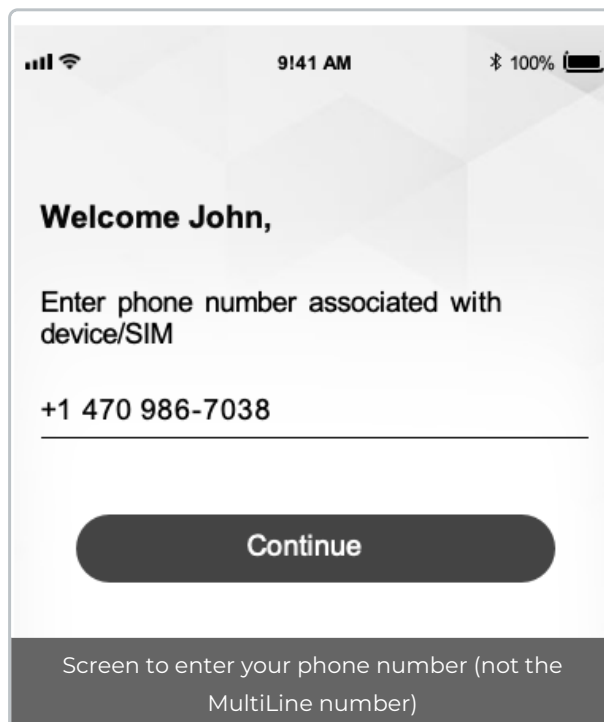 9:41 AM
100%
Welcome John,
Enter phone number associated with
device/SIM
+1 470 986-7038
Continue
Screen to enter your phone number (not the
MultiLine number)